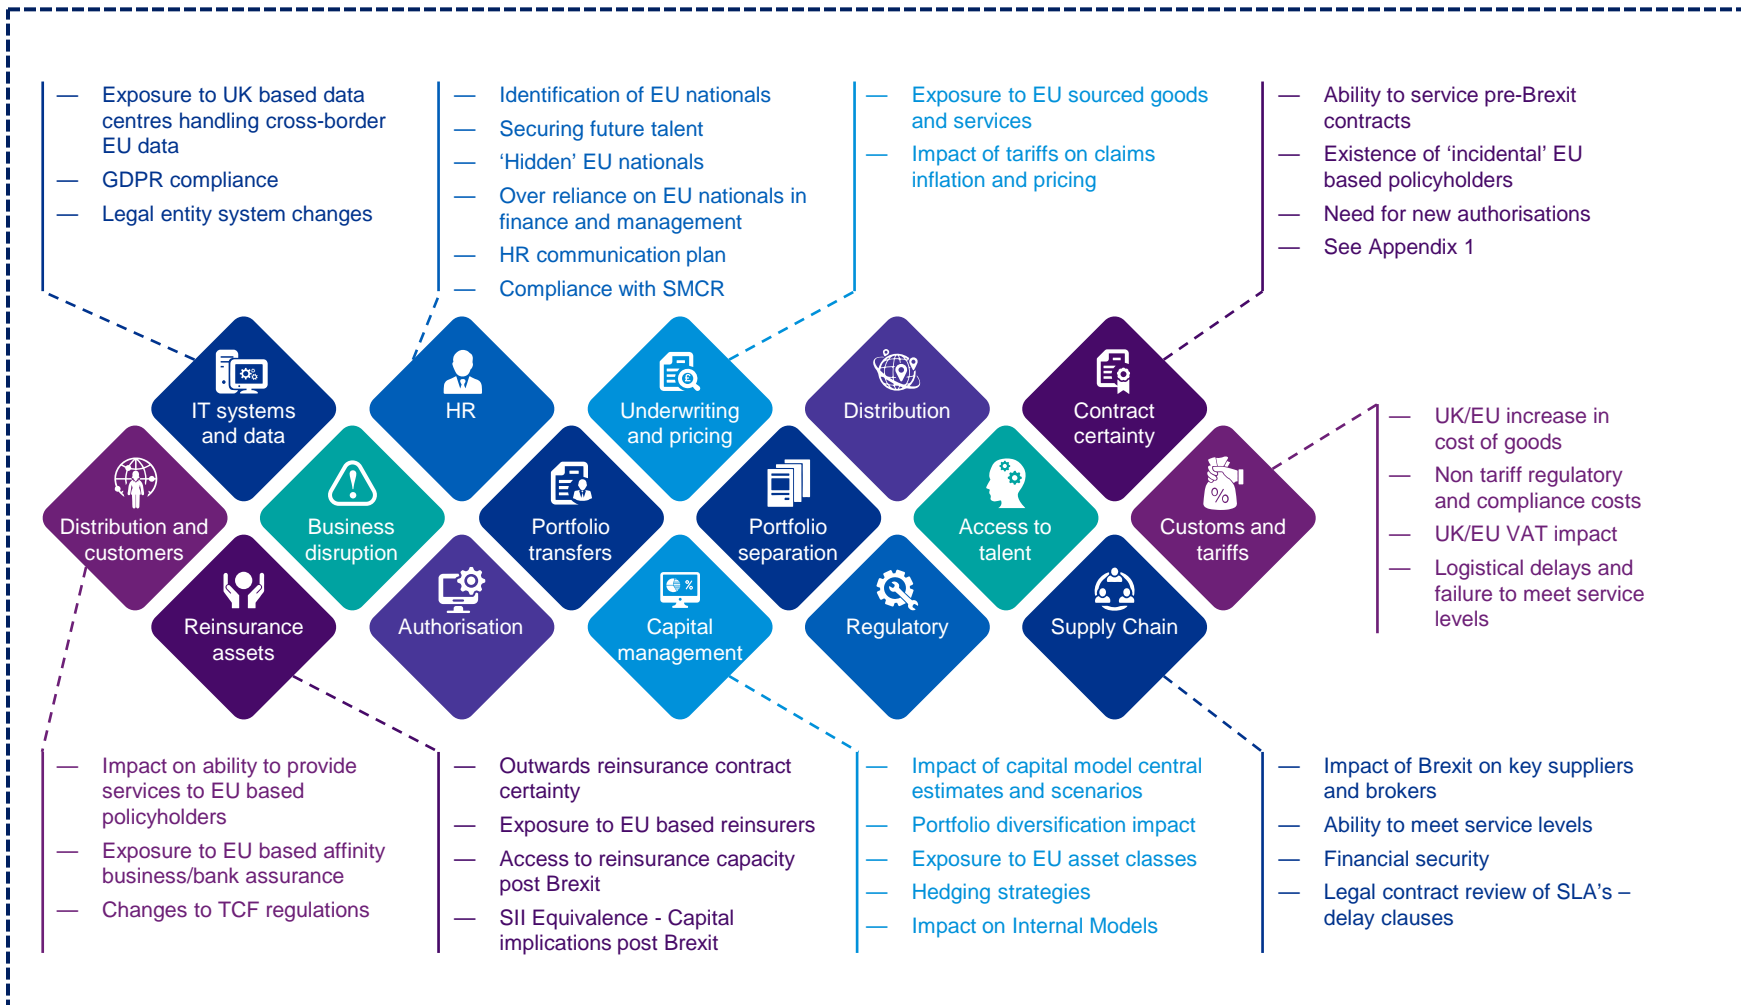 — Exposure to UK based data
centres handling cross-border
EU data
— GDPR compliance
— Legal entity system changes
— Identification of EU nationals
— Securing future talent
— ‘Hidden’ EU nationals
— Over reliance on EU nationals in
finance and management
— HR communication plan
— Compliance with SMCR
— Exposure to EU sourced goods
and services
— Impact of tariffs on claims
inflation and pricing
— Ability to service pre-Brexit
contracts
— Existence of ‘incidental’ EU
based policyholders
— Need for new authorisations
— See Appendix 1
IT systems
and data
HR
£
Underwriting
and pricing
Distribution
Contract
certainty
Distribution and
customers
Business
disruption
Portfolio
transfers
Portfolio
separation
Access to
talent
%
Customs and
tariffs
— UK/EU increase in
cost of goods
— Non tariff regulatory
and compliance costs
— UK/EU VAT impact
— Logistical delays and
failure to meet service
levels
Reinsurance
assets
Authorisation
%
Capital
management
Regulatory
Supply Chain
— Impact on ability to provide
services to EU based
policyholders
— Exposure to EU based affinity
business/bank assurance
— Changes to TCF regulations
— Outwards reinsurance contract
certainty
— Exposure to EU based reinsurers
— Access to reinsurance capacity
post Brexit
— SII Equivalence - Capital
implications post Brexit
— Impact of capital model central
estimates and scenarios
— Portfolio diversification impact
— Exposure to EU asset classes
— Hedging strategies
— Impact on Internal Models
— Impact of Brexit on key suppliers
and brokers
— Ability to meet service levels
— Financial security
— Legal contract review of SLA’s –
delay clauses